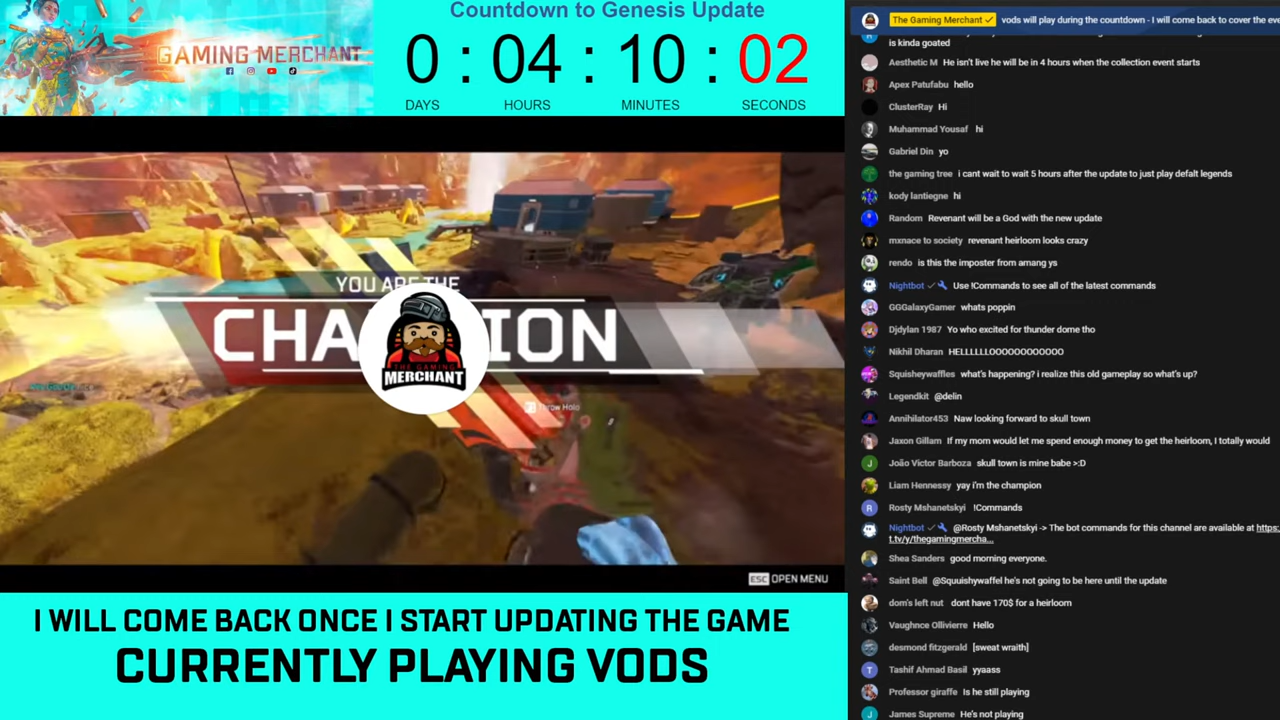 Countdown to Genesis Update
GAMING MERCHANT
0 : 04 : 10 : 02
DAYS HOURS MINUTES SECONDS
YOU ARE THE
CHA ION
THE GAMING
MERCHANT
Throw Halo
ESC OPEN MENU
I WILL COME BACK ONCE I START UPDATING THE GAME
CURRENTLY PLAYING VODS
The Gaming Merchant vods will play during the countdown - I will come back to cover the eve
is kinda goated
Aesthetic M He isn't live he will be in 4 hours when the collection event starts
Apex Patufabu hello
ClusterRay Hi
Muhammad Yousaf hi
Gabriel Din yo
the gaming tree i cant wait to wait 5 hours after the update to just play defalt legends
kody lantiegne hi
Random Revenant will be a God with the new update
mxnace to society revenant heirloom looks crazy
rendo is this the imposter from amang ys
Nightbot Use !Commands to see all of the latest commands
GGGalaxyGamer whats poppin
Djdylan 1987 Yo who excited for thunder dome tho
Nikhil Dharan HELLLLLLOOOOOOOOOOOO
Squisheywaffles what's happening? i realize this old gameplay so what's up?
Legendkit @delin
Annihilator453 Naw looking forward to skull town
Jaxon Gillam If my mom would let me spend enough money to get the heirloom, I totally would
João Victor Barboza skull town is mine babe >:D
Liam Hennessy yay i'm the champion
Rosty Mshanetskyi !Commands
Nightbot @Rosty Mshanetskyi -> The bot commands for this channel are available at https:
t.tv/y/thegamingmercha...
Shea Sanders good morning everyone.
Saint Bell @Squuishywaffel he's not going to be here until the update
dom's left nut dont have 170$ for a heirloom
Vaughnce Ollivierre Hello
desmond fitzgerald [sweat wraith]
Tashif Ahmad Basil yyaass
Professor giraffe Is he still playing
James Supreme He's not playing